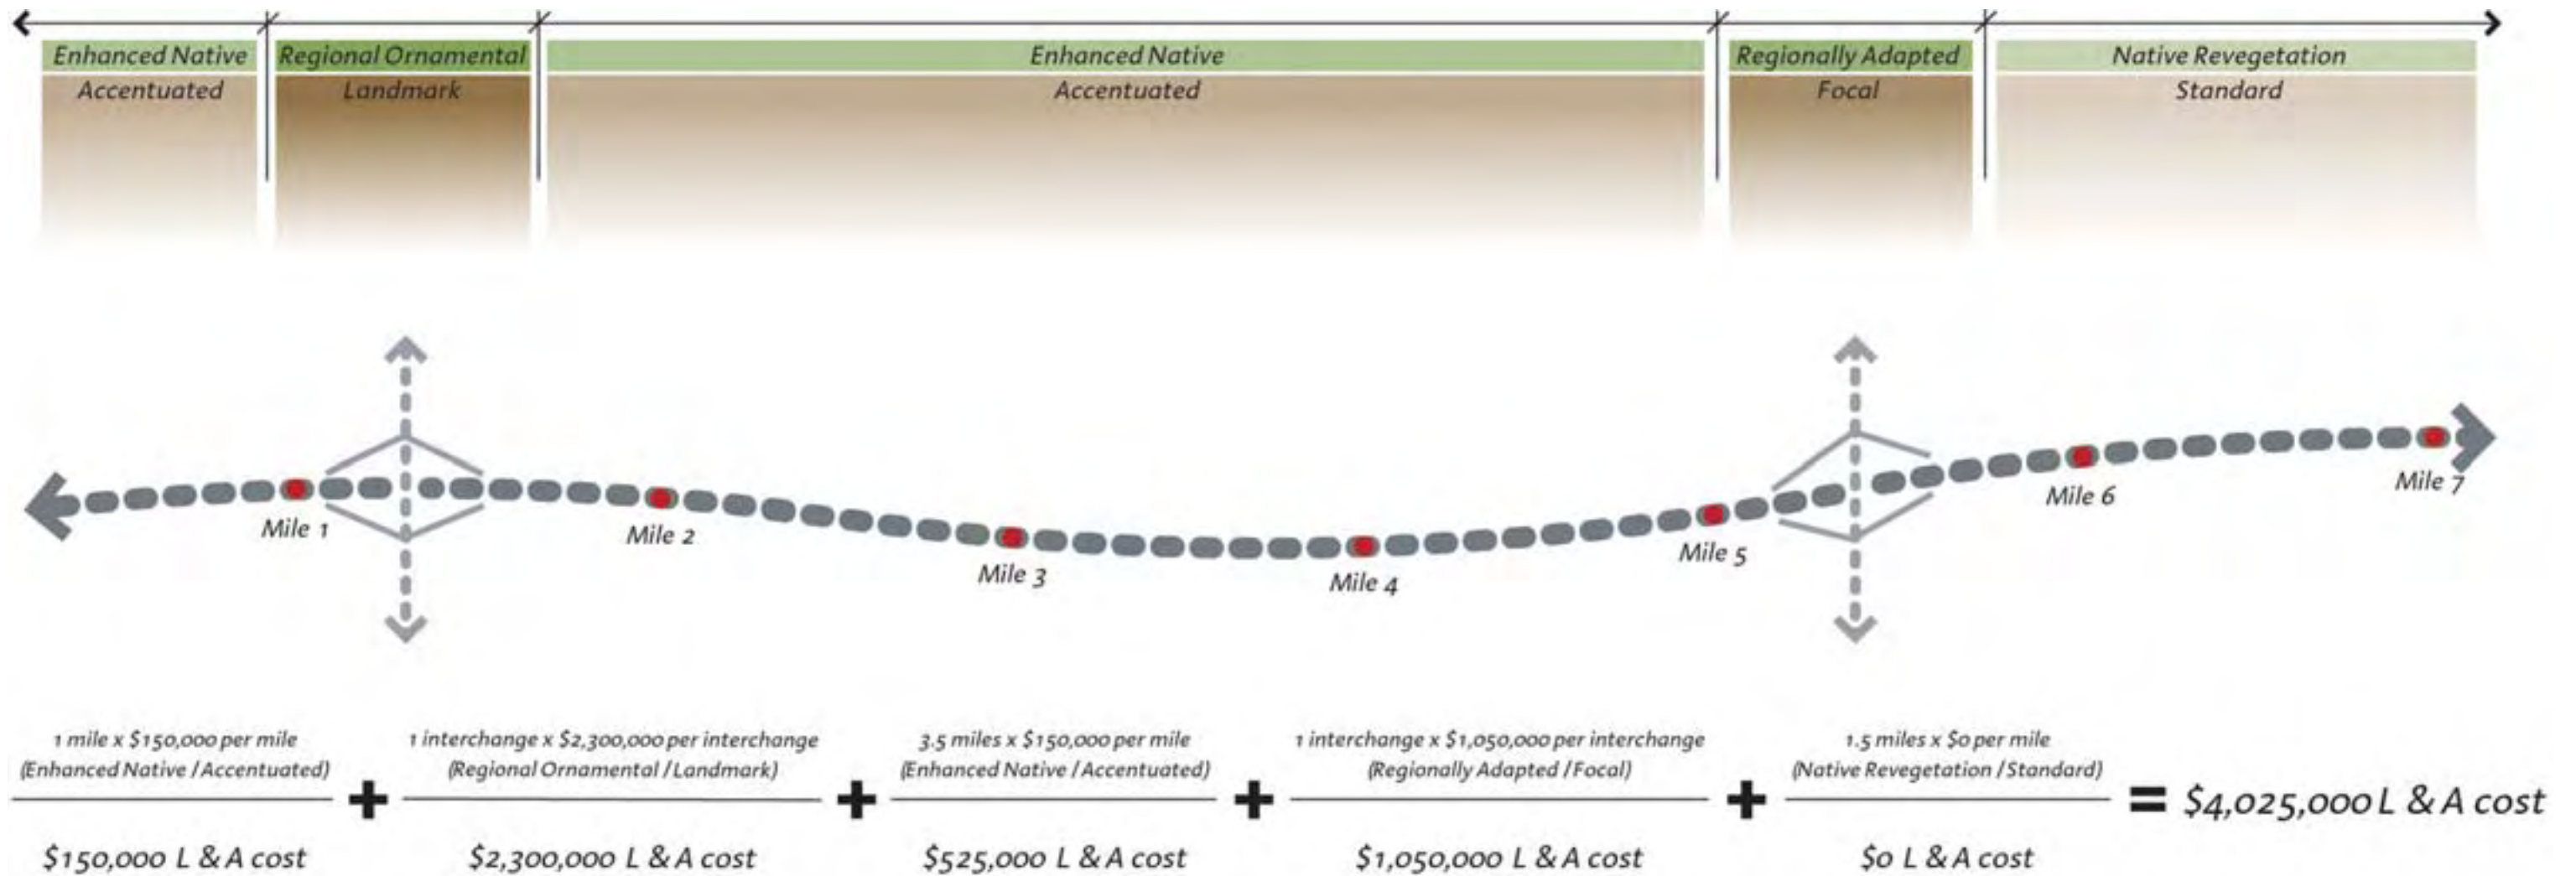 Enhanced Native
Accentuated
Regional Ornamental
Landmark
Enhanced Native
Accentuated
Regionally Adapted
Focal
Native Revegetation
Standard
Mile 1
Mile 2
Mile 3
Mile 4
Mile 5
Mile 6
Mile 7
1 mile x $150,000 per mile
(Enhanced Native / Accentuated)
$150,000 L & A cost
+
1 interchange x $2,300,000 per interchange
(Regional Ornamental / Landmark)
$2,300,000 L & A cost
+
3.5 miles x $150,000 per mile
(Enhanced Native / Accentuated)
$525,000 L & A cost
+
1 interchange x $1,050,000 per interchange
(Regionally Adapted / Focal)
$1,050,000 L & A cost
+
1.5 miles x $0 per mile
(Native Revegetation / Standard)
$0 L & A cost
= $4,025,000 L & A cost